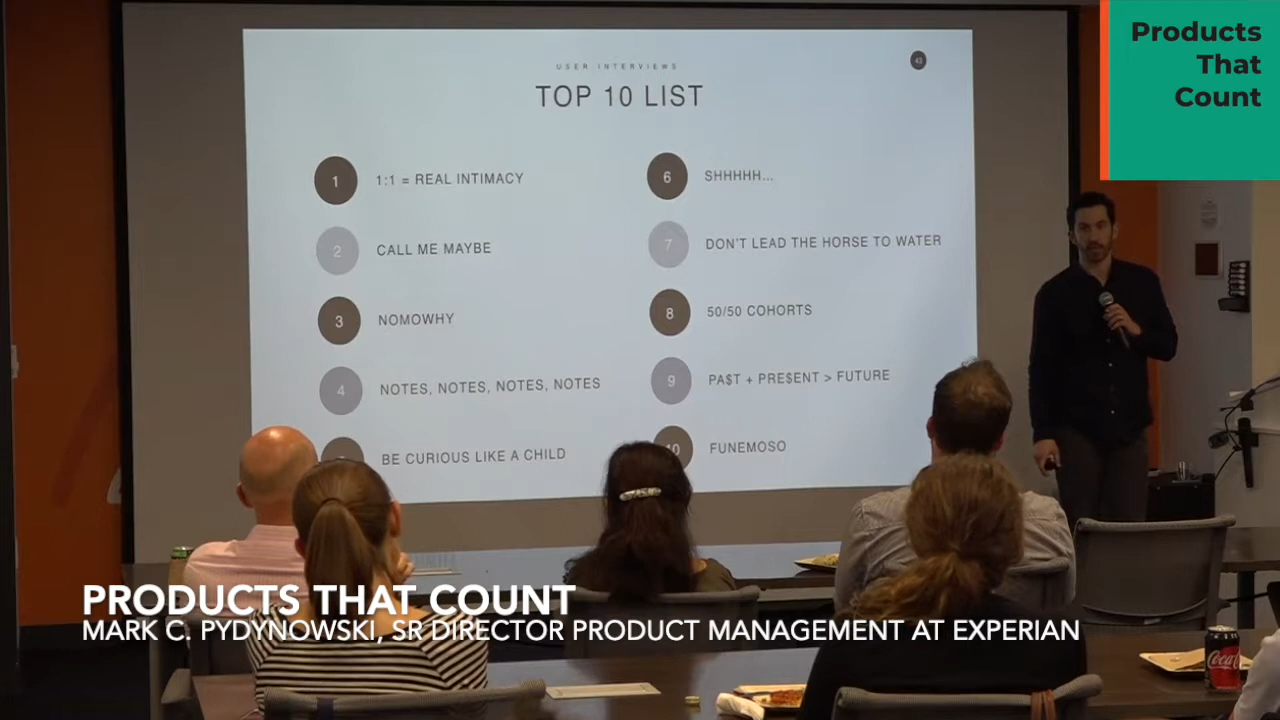 USER INTERVIEWS
43
TOP 10 LIST
1 1:1 = REAL INTIMACY
2 CALL ME MAYBE
3 NOMOWHY
4 NOTES, NOTES, NOTES, NOTES
BE CURIOUS LIKE A CHILD
6 SHHHHH...
7 DON'T LEAD THE HORSE TO WATER
8 50/50 COHORTS
9 PA$T + PRE$ENT > FUTURE
10 FUNEMOSO
Products
That
Count
PRODUCTS THAT COUNT
MARK C. PYDYNOWSKI, SR DIRECTOR PRODUCT MANAGEMENT AT EXPERIAN
Coca-Cola